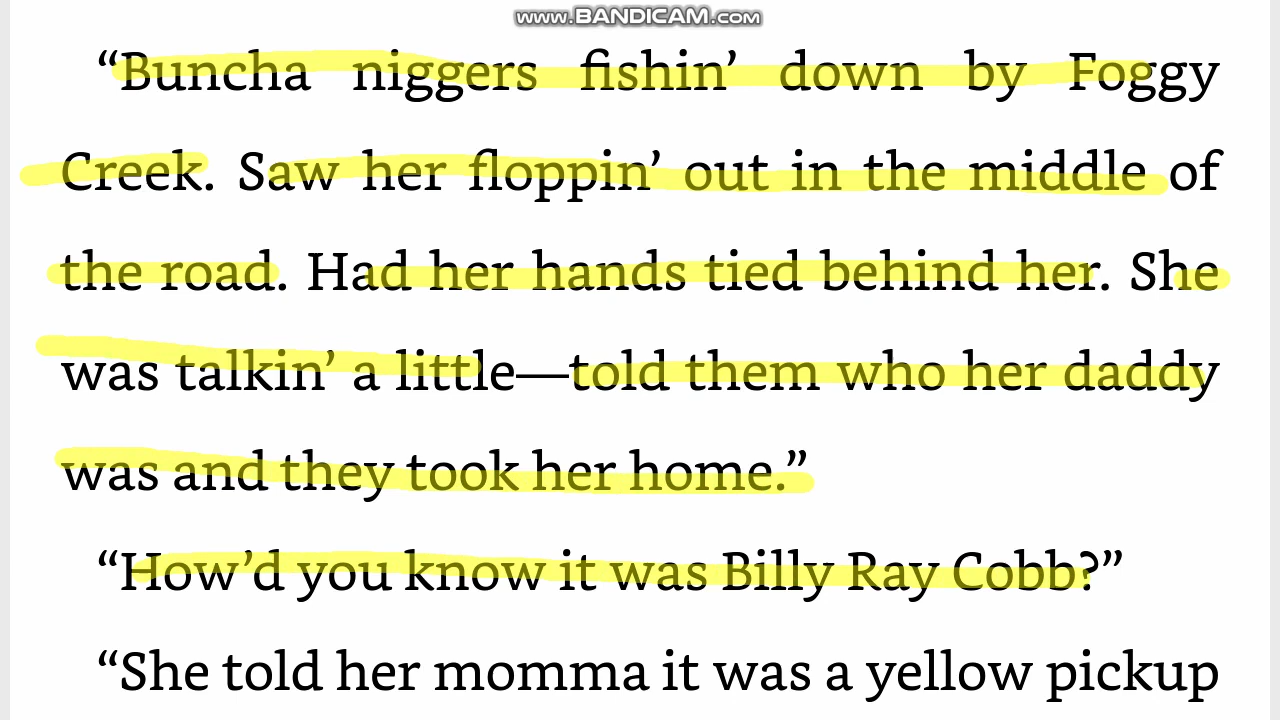 www.BANDICAM.com
“Buncha niggers fishin’ down by Foggy
Creek. Saw her floppin’ out in the middle of
the road. Had her hands tied behind her. She
was talkin’ a little—told them who her daddy
was and they took her home.”
“How’d you know it was Billy Ray Cobb?”
“She told her momma it was a yellow pickup